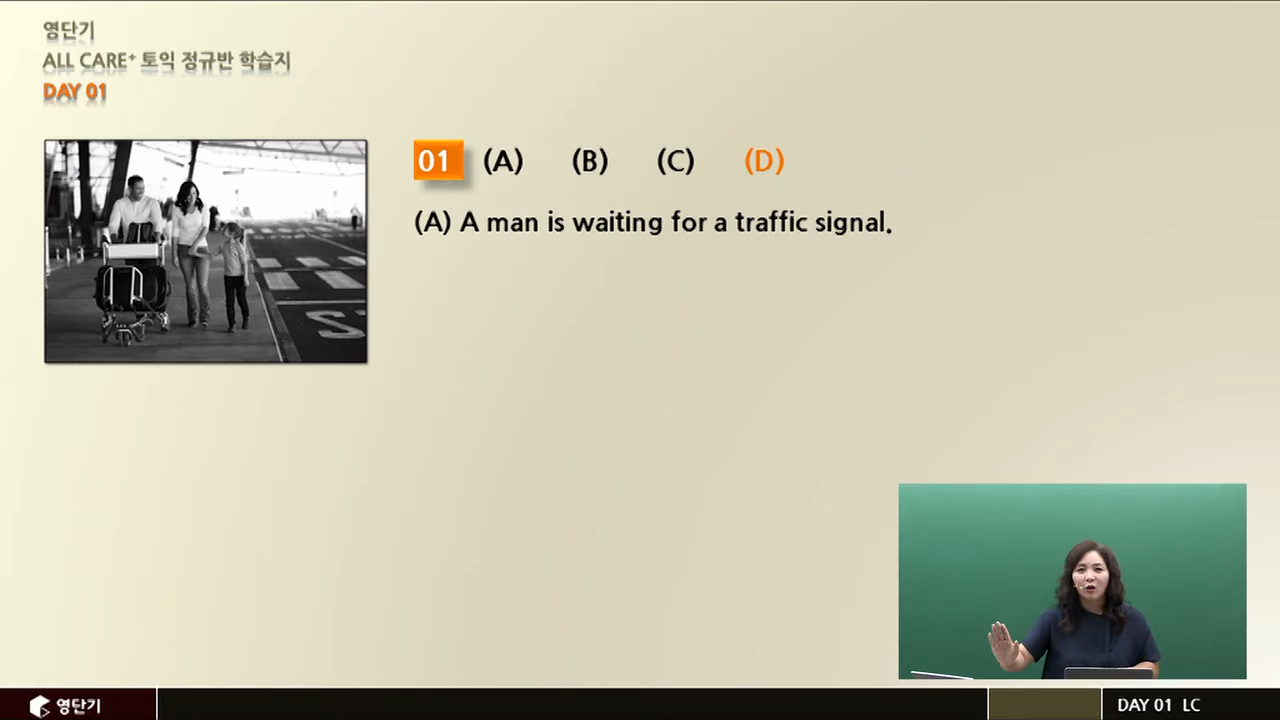 영단기
ALL CARE+ 토익 정규반 학습지
DAY 01
01 (A) (B) (C) (D)
(A) A man is waiting for a traffic signal.
영단기
DAY 01 LC